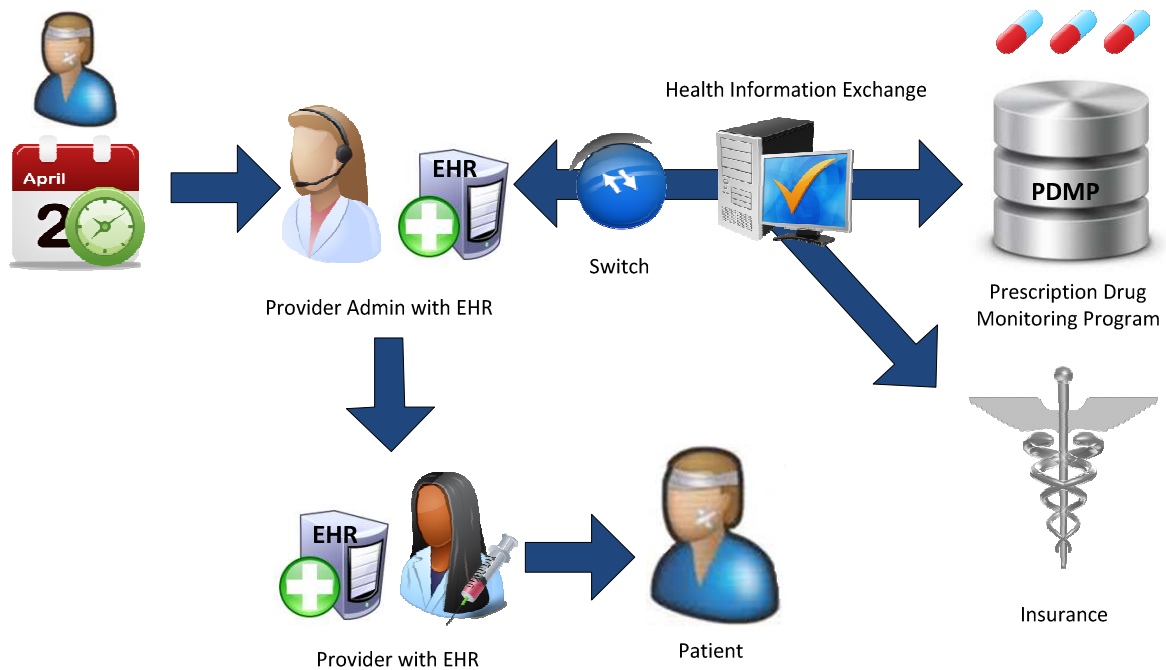 Health Information Exchange
April
2
EHR
PDMP
Switch
Provider Admin with EHR
Prescription Drug
Monitoring Program
EHR
Provider with EHR
Patient
Insurance